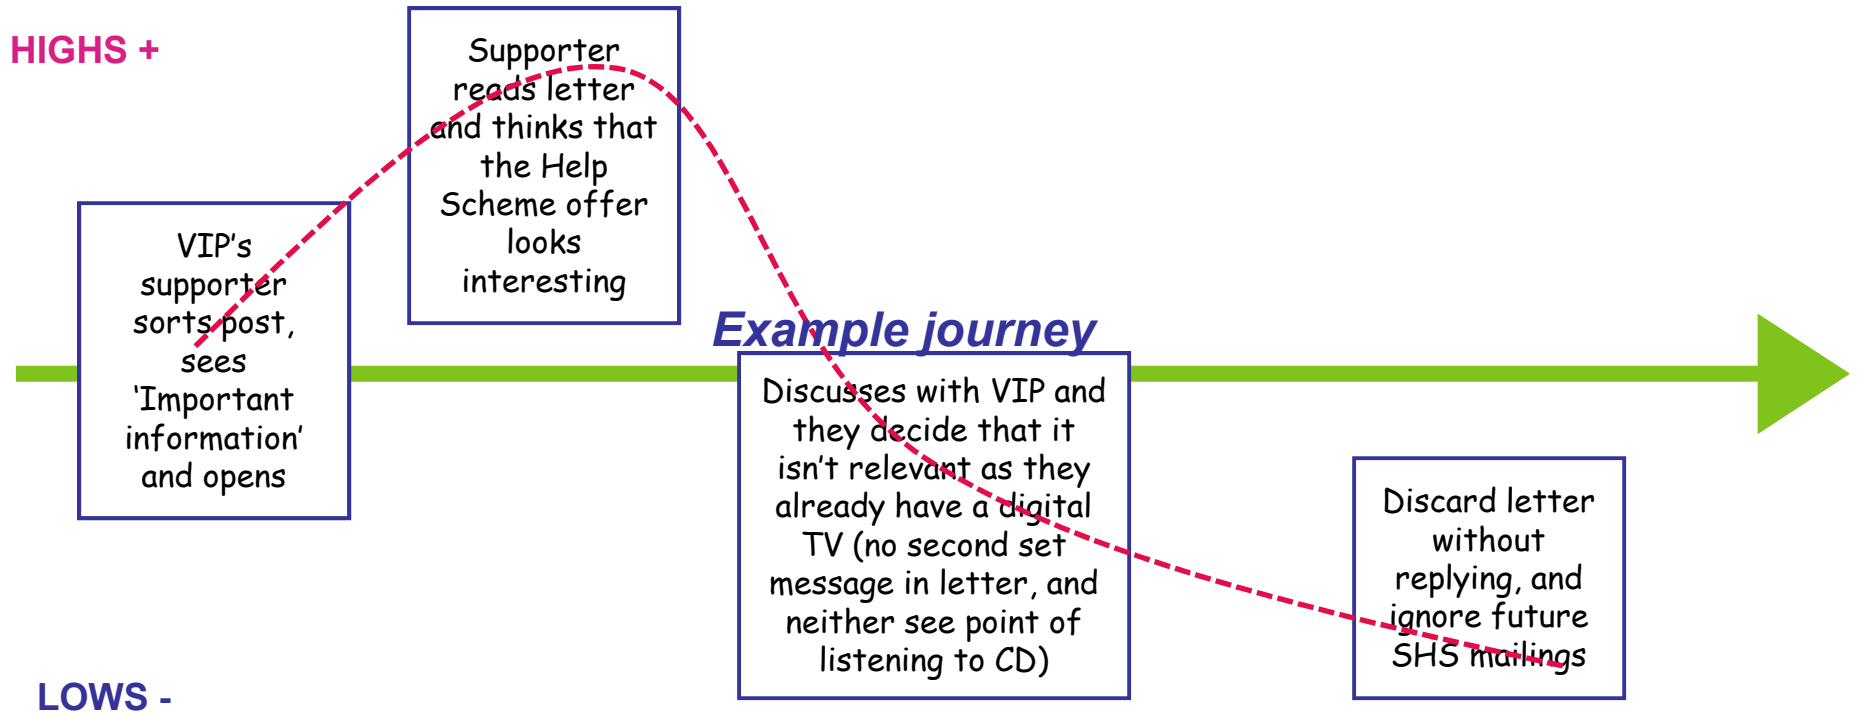 HIGHS +
VIP’s
supporter
sorts post,
sees
‘Important
information’
and opens
Supporter
reads letter
and thinks that
the Help
Scheme offer
looks
interesting
Example journey
Discusses with VIP and
they decide that it
isn’t relevant as they
already have a digital
TV (no second set
message in letter, and
neither see point of
listening to CD)
Discard letter
without
replying, and
ignore future
SHS mailings
LOWS -